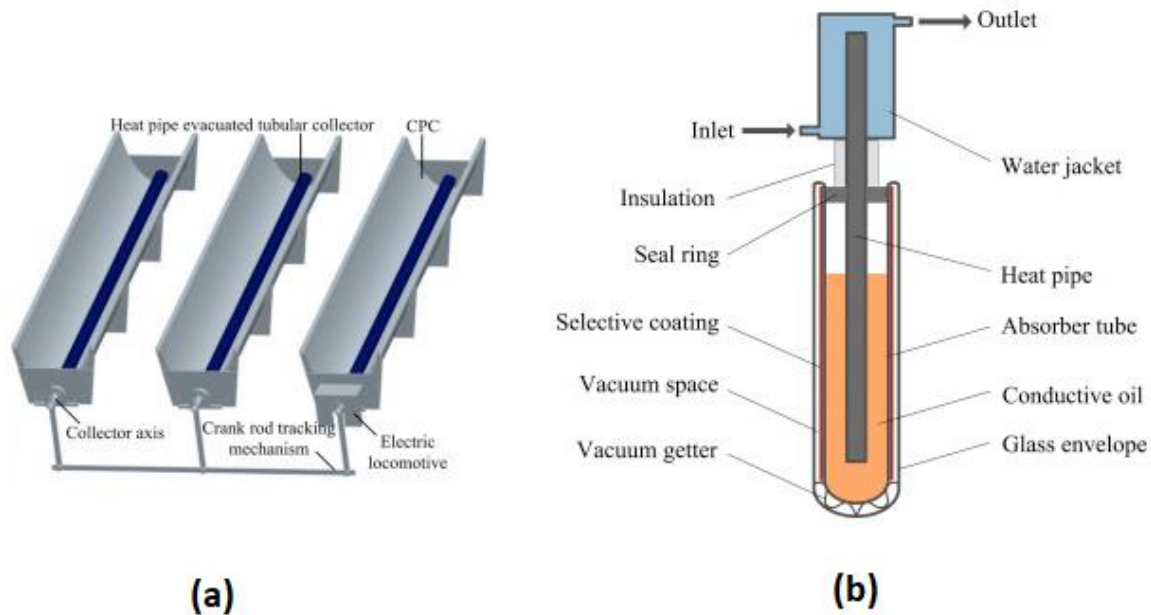 Heat pipe evacuated tubular collector
CPC
Collector axis
Crank rod tracking
mechanism
Electric
locomotive
(a)
Outlet
Inlet
Water jacket
Insulation
Seal ring
Heat pipe
Selective coating
Absorber tube
Vacuum space
Conductive oil
Vacuum getter
Glass envelope
(b)